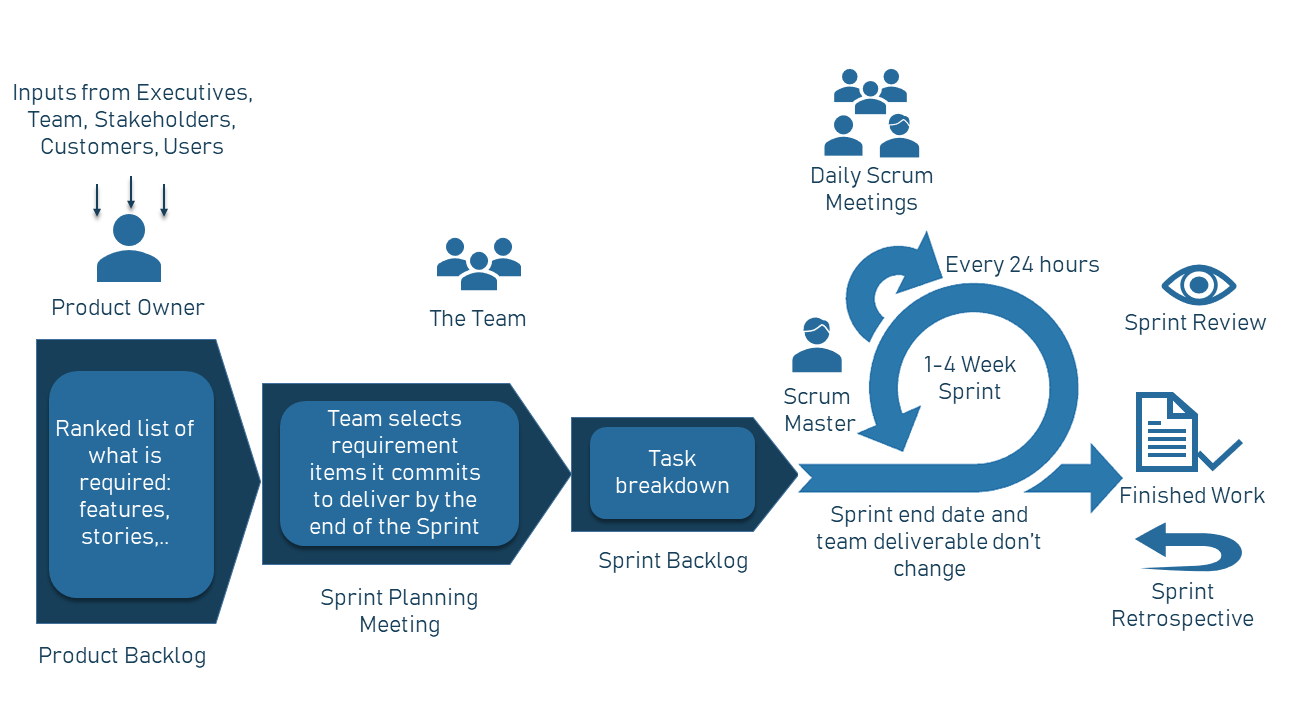 Inputs from Executives,
Team, Stakeholders,
Customers, Users
Product Owner
Ranked list of
what is
required:
features,
stories,..
Product Backlog
The Team
Team selects
requirement
items it commits
to deliver by the
end of the Sprint
Sprint Planning
Meeting
Task
breakdown
Sprint Backlog
Daily Scrum
Meetings
Every 24 hours
Scrum
Master
1-4 Week
Sprint
Sprint end date and
team deliverable don't
change
Sprint Review
Finished Work
Sprint
Retrospective